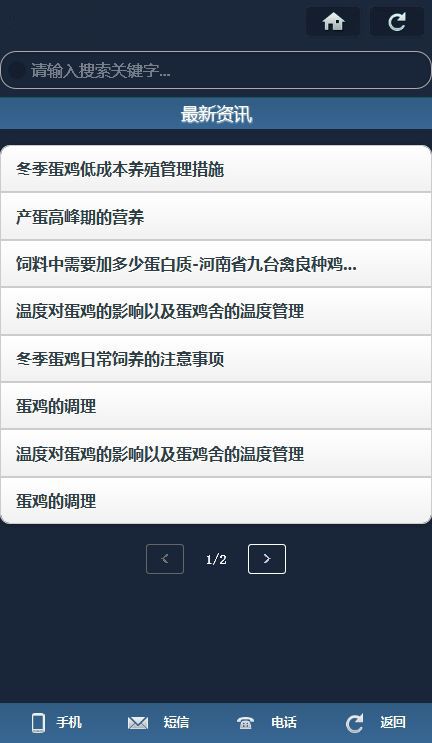 请输入搜索关键字...
最新资讯
冬季蛋鸡低成本养殖管理措施
产蛋高峰期的营养
饲料中需要加多少蛋白质-河南省九台禽良种鸡...
温度对蛋鸡的影响以及蛋鸡舍的温度管理
冬季蛋鸡日常饲养的注意事项
蛋鸡的调理
温度对蛋鸡的影响以及蛋鸡舍的温度管理
蛋鸡的调理
1/2
手机 短信 电话 返回